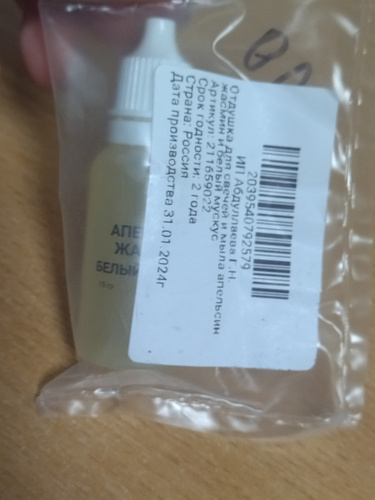 2039540792579
ИП Абдуллаева Г.Н.
Отдушка для свечей и мыла апельсин
жасмин и белый мускус
Артикул: 211659022
Срок годности: 2 года
Страна: Россия
Дата производства 31.01.2024г
АПЕ
ЖА
БЕЛЫЙ